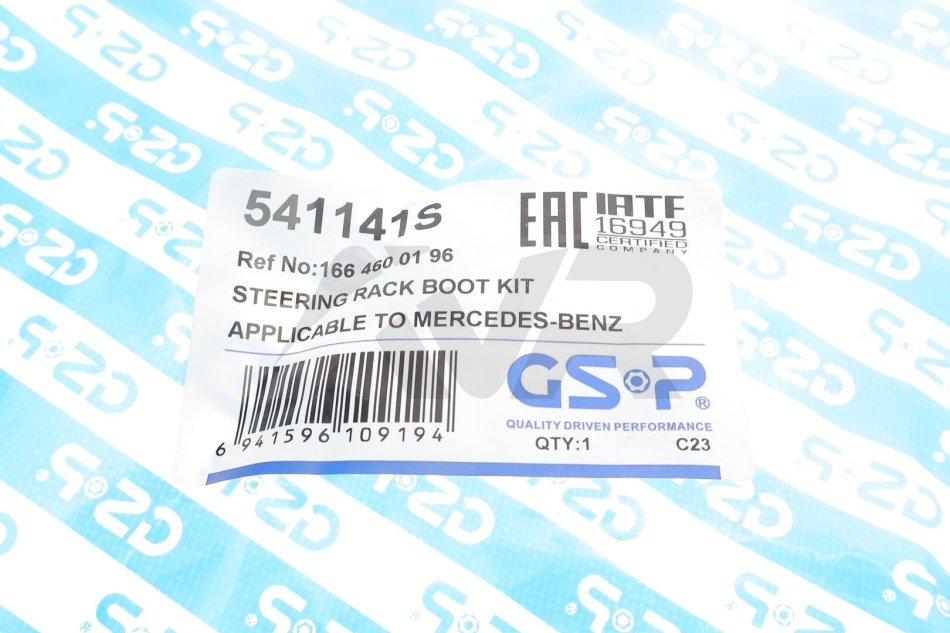 541141S
EAC
IATF
16949
CERTIFIED
COMPANY
Ref No:166 460 01 96
STEERING RACK BOOT KIT
APPLICABLE TO MERCEDES-BENZ
GSP®
QUALITY DRIVEN PERFORMANCE
6 941596 109194
QTY:1 C23